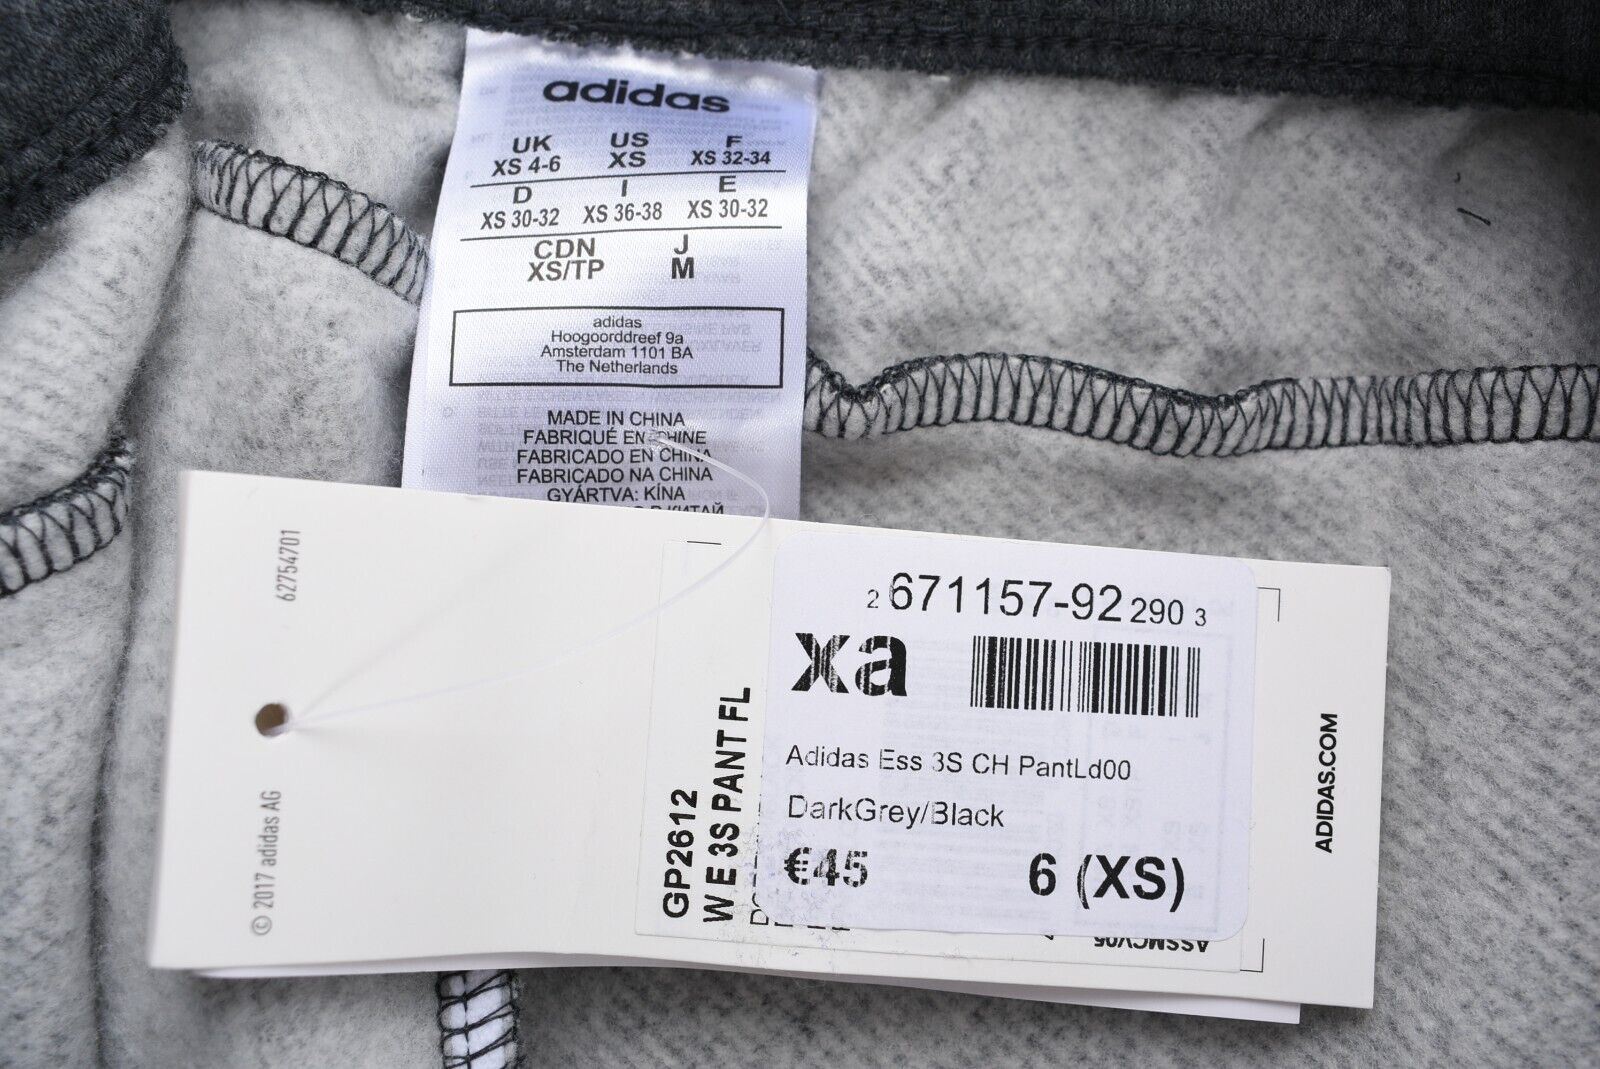 adidas
UK US F
XS 4-6 XS XS 32-34
D I E
XS 30-32 XS 36-38 XS 30-32
CDN J
XS/TP M
adidas
Hoogoorddreef 9a
Amsterdam 1101 BA
The Netherlands
MADE IN CHINA
FABRIQUÉ EN CHINE
FABRICADO EN CHINA
FABRICADO NA CHINA
GYÁRTVA: KÍNA
62754701
© 2017 adidas AG
GP2612
W E 3S PANT FL
2 671157-92 290 3
xa
Adidas Ess 3S CH PantLd00
DarkGrey/Black
€45 6 (XS)
ASSMCV05
ADIDAS.COM